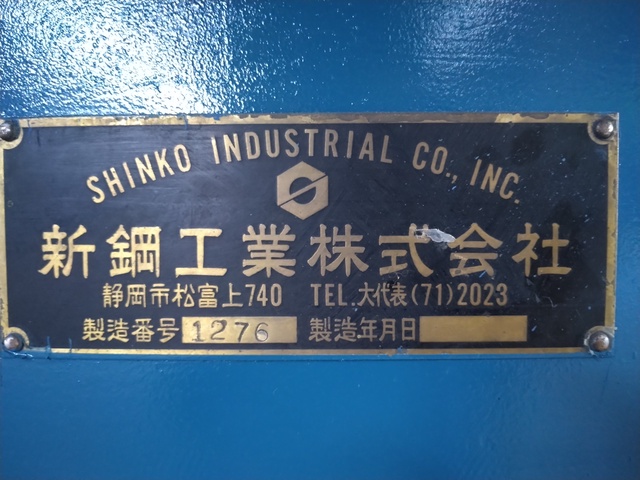 SHINKO INDUSTRIAL CO., INC.
新鋼工業株式会社
静岡市松富上740 TEL.大代表(71)2023
製造番号 1276 製造年月日